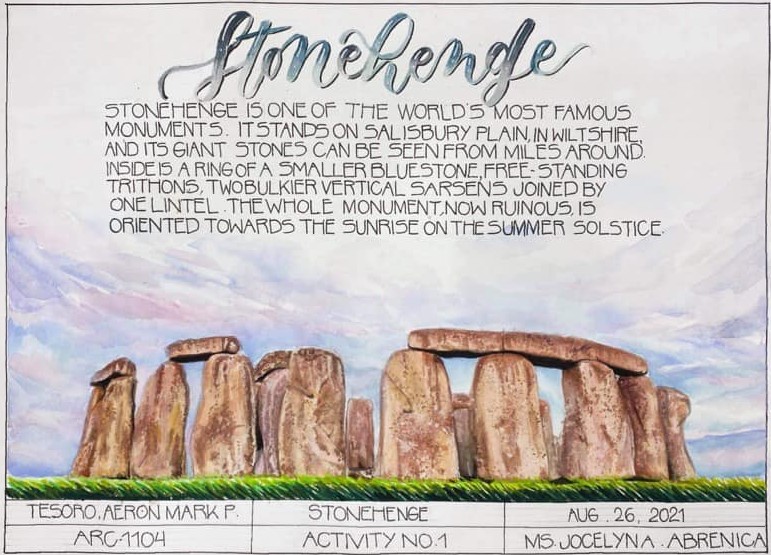 Stonehenge
STONEHENGE IS ONE OF THE WORLD'S MOST FAMOUS
MONUMENTS. IT STANDS ON SALISBURY PLAIN, IN WILTSHIRE,
AND ITS GIANT STONES CAN BE SEEN FROM MILES AROUND.
INSIDE IS A RING OF A SMALLER BLUESTONE, FREE-STANDING
TRITHONS, TWO BULKIER VERTICAL SARSENS JOINED BY
ONE LINTEL. THE WHOLE MONUMENT, NOW RUINOUS, IS
ORIENTED TOWARDS THE SUNRISE ON THE SUMMER SOLSTICE.
TESORO, AERON MARK P. STONEHENGE AUG. 26, 2021
ARC-1104 ACTIVITY NO.1 MS. JOCELYN A. ABRENICA